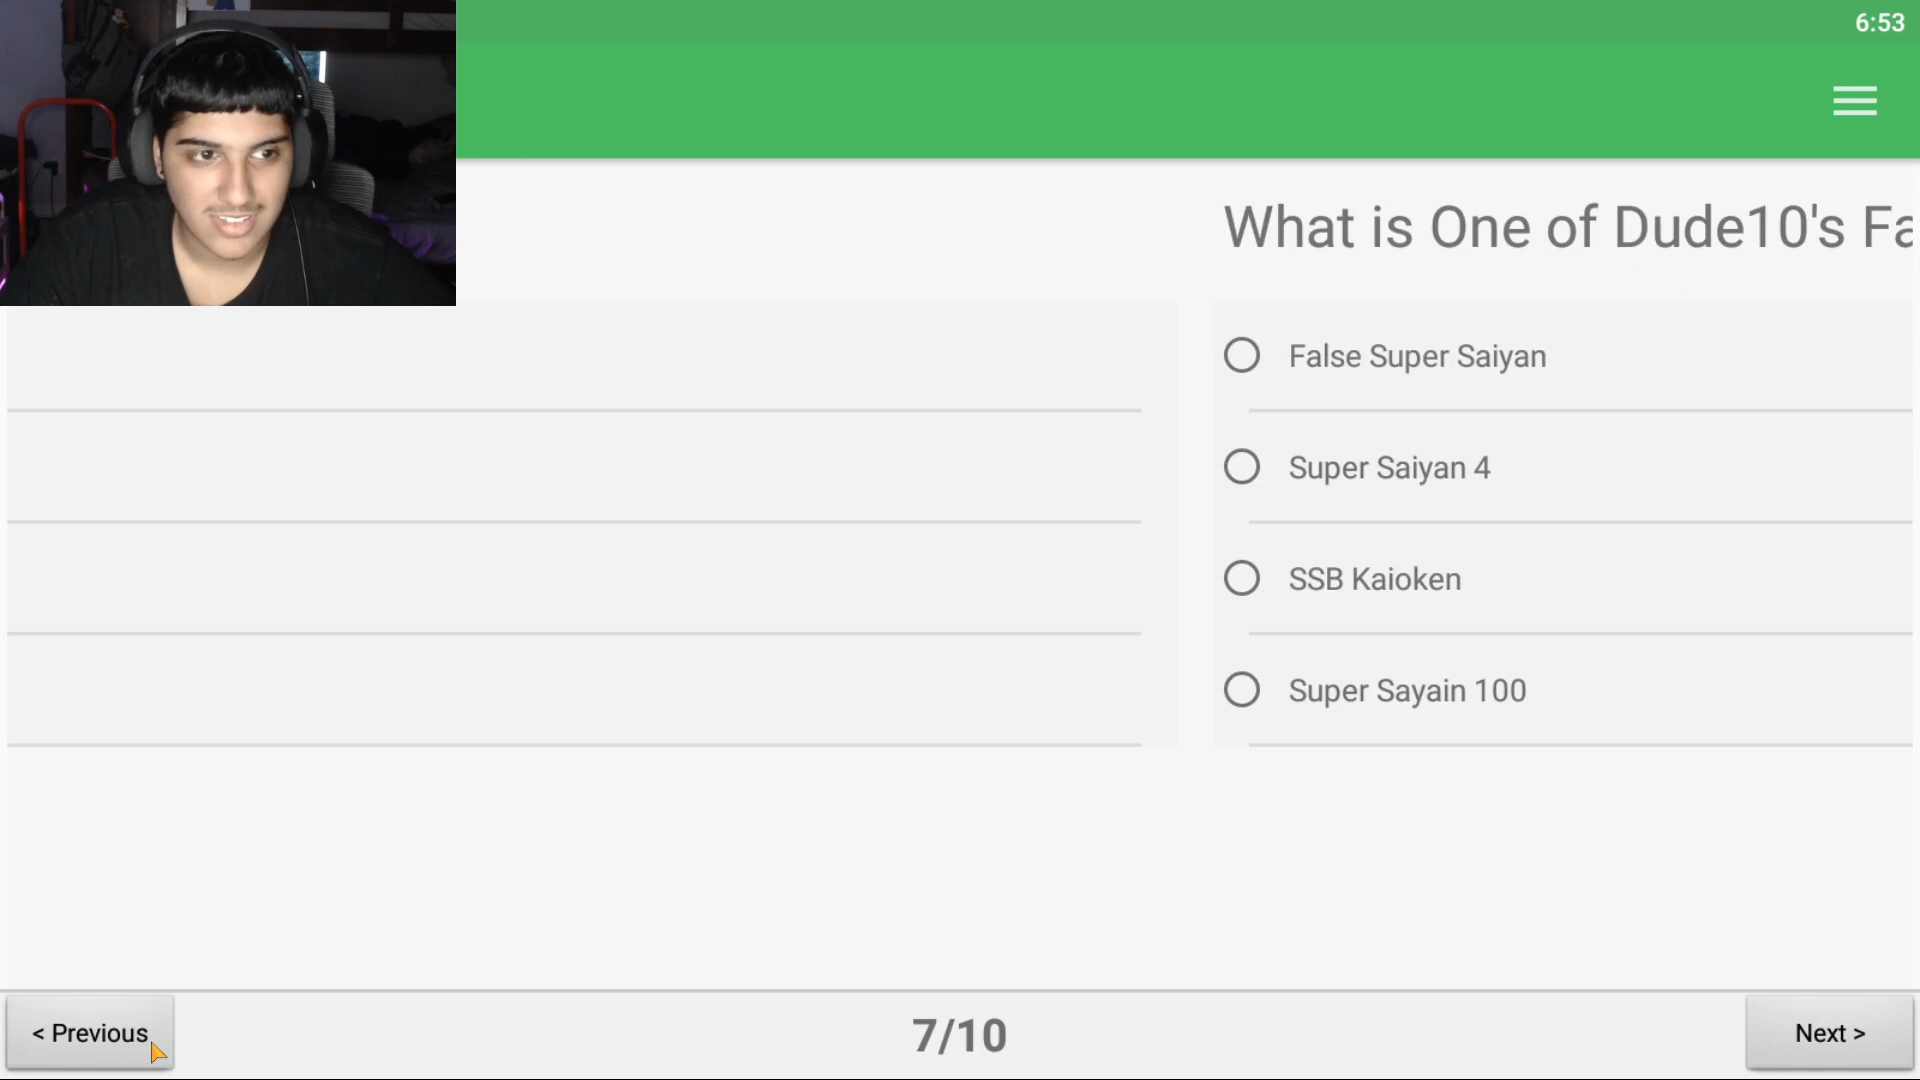 6:53
What is One of Dude10's Fa
False Super Saiyan
Super Saiyan 4
SSB Kaioken
Super Sayain 100
< Previous
7/10
Next >